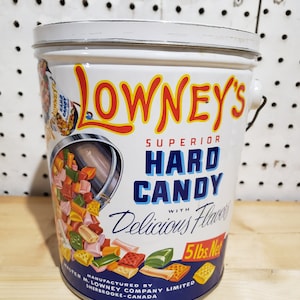 LOWNEY'S
SUPERIOR
HARD
CANDY
WITH
Delicious Flavors
5 lbs. Net
MANUFACTURED BY
WALTER M. LOWNEY COMPANY LIMITED
SHERBROOKE-CANADA